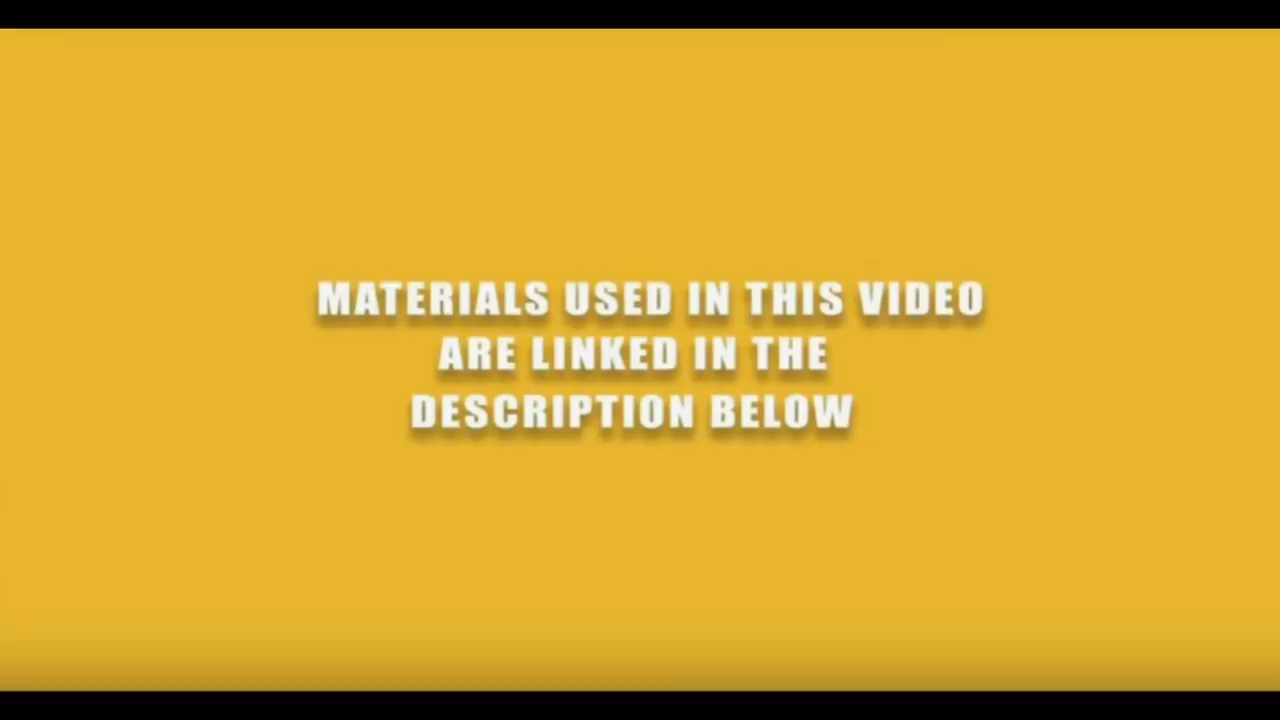 MATERIALS USED IN THIS VIDEO
ARE LINKED IN THE
DESCRIPTION BELOW